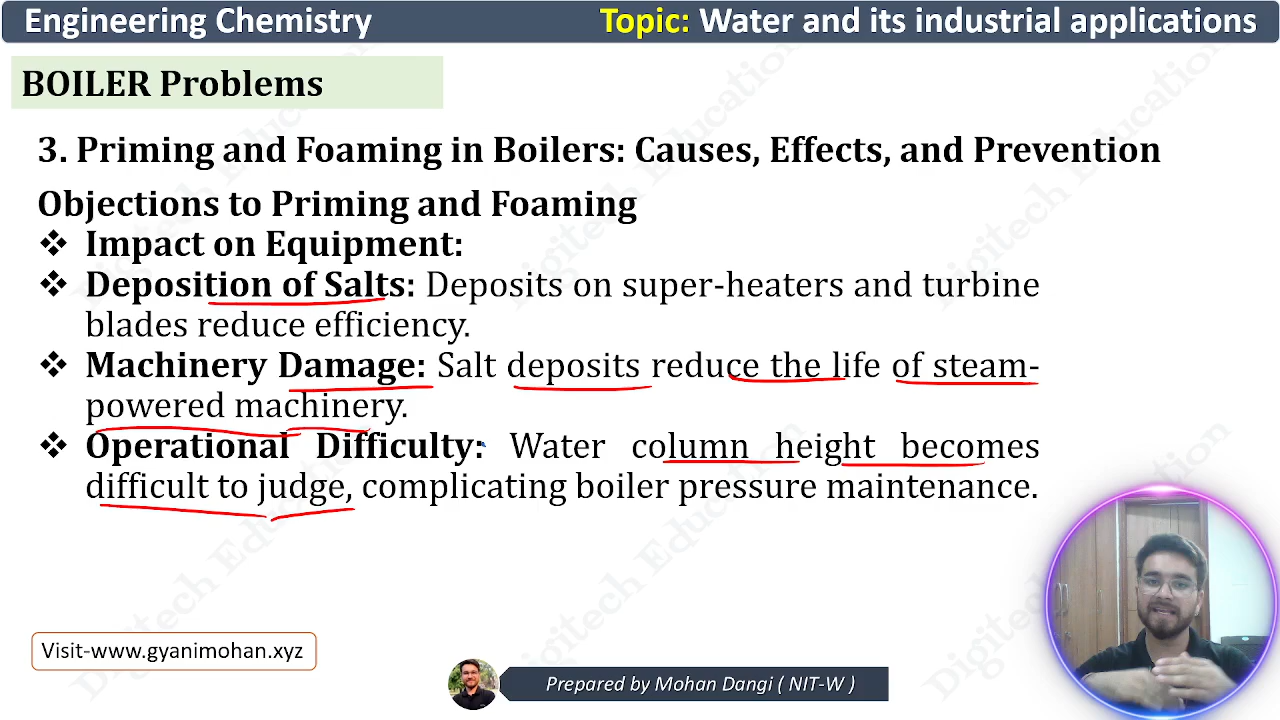 Engineering Chemistry
Topic: Water and its industrial applications
BOILER Problems
3. Priming and Foaming in Boilers: Causes, Effects, and Prevention
Objections to Priming and Foaming
❖ Impact on Equipment:
❖ Deposition of Salts: Deposits on super-heaters and turbine
blades reduce efficiency.
❖ Machinery Damage: Salt deposits reduce the life of steam-
powered machinery.
❖ Operational Difficulty: Water column height becomes
difficult to judge, complicating boiler pressure maintenance.
Visit-www.gyanimohan.xyz
Prepared by Mohan Dangi ( NIT-W )
Digitech Education